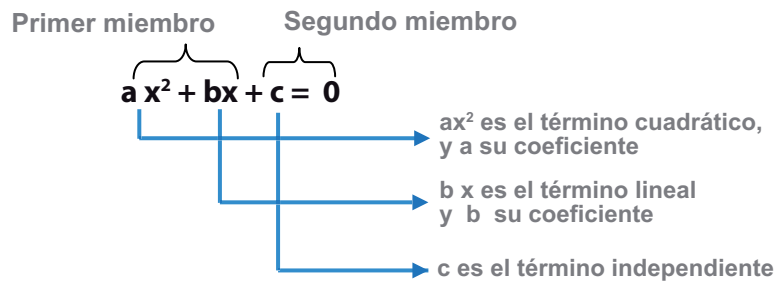 Primer miembro Segundo miembro
a x² + bx + c = 0
ax² es el término cuadrático,
y a su coeficiente
b x es el término lineal
y b su coeficiente
c es el término independiente